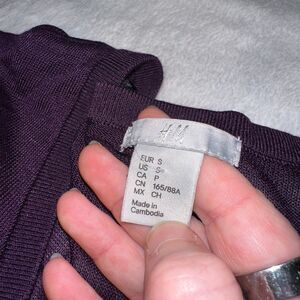 H&M
EUR S
US S
CA P
CN 165/88A
MX CH
Made in
Cambodia